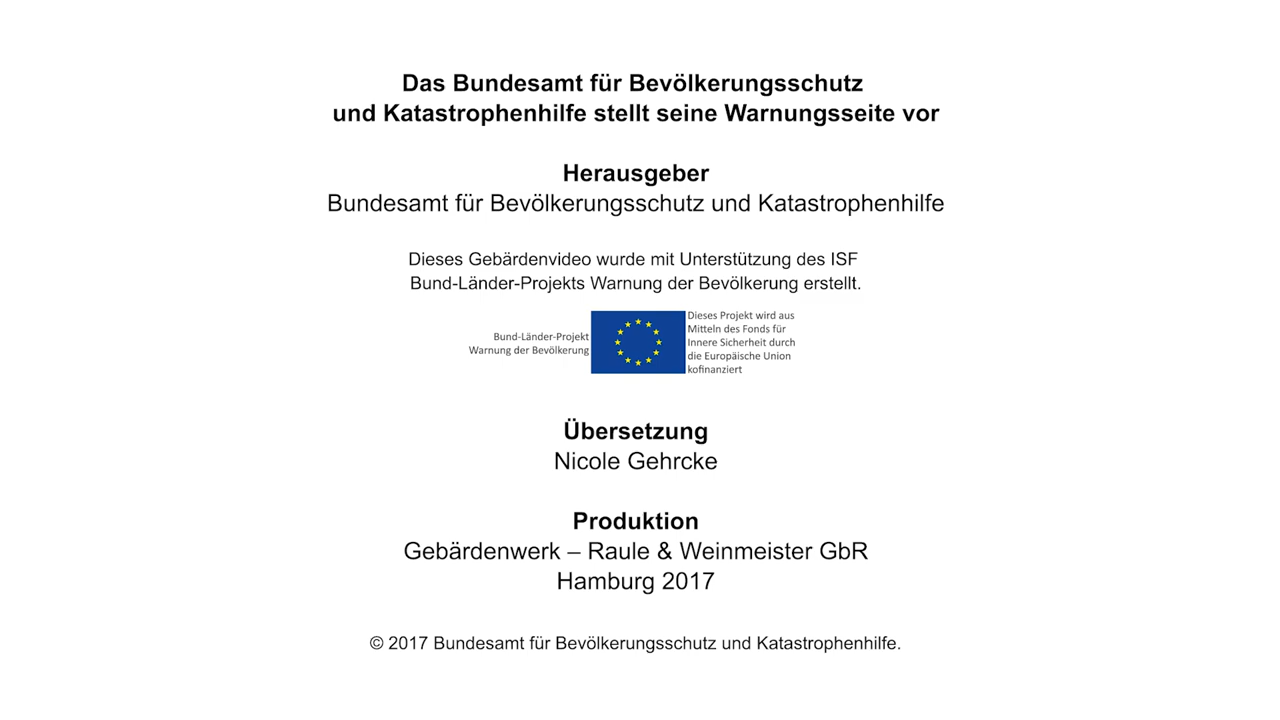 Das Bundesamt für Bevölkerungsschutz
und Katastrophenhilfe stellt seine Warnungsseite vor
Herausgeber
Bundesamt für Bevölkerungsschutz und Katastrophenhilfe
Dieses Gebärdenvideo wurde mit Unterstützung des ISF
Bund-Länder-Projekts Warnung der Bevölkerung erstellt.
Bund-Länder-Projekt
Warnung der Bevölkerung
Dieses Projekt wird aus
Mitteln des Fonds für
Innere Sicherheit durch
die Europäische Union
kofinanziert
Übersetzung
Nicole Gehrcke
Produktion
Gebärdenwerk – Raule & Weinmeister GbR
Hamburg 2017
© 2017 Bundesamt für Bevölkerungsschutz und Katastrophenhilfe.